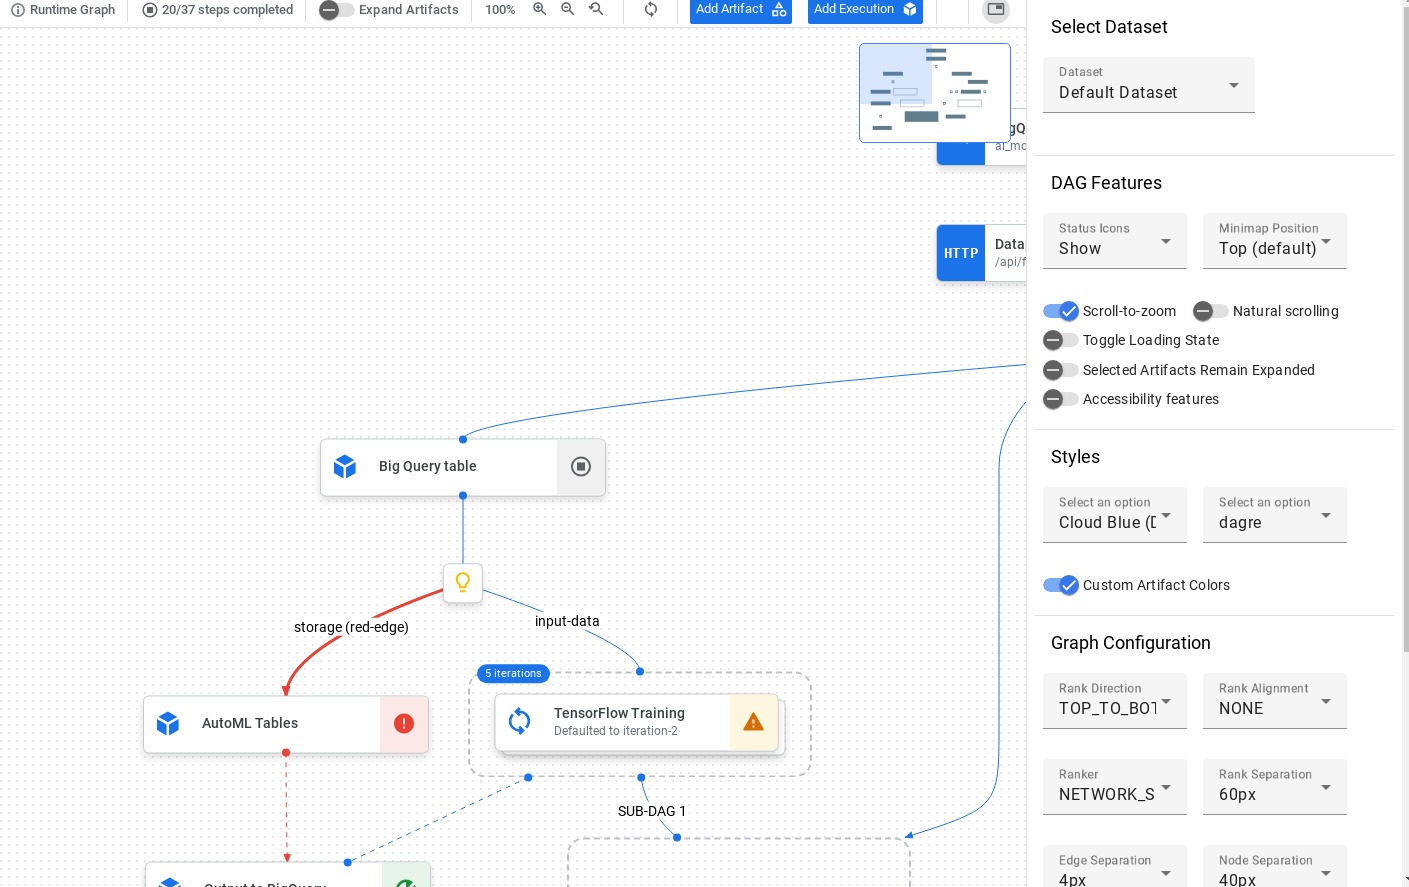 Runtime Graph
20/37 steps completed
Expand Artifacts
100%
Add Artifact
Add Execution
gQ
ai_mo
HTTP
Data
/api/f
Big Query table
storage (red-edge)
input-data
5 iterations
AutoML Tables
TensorFlow Training
Defaulted to iteration-2
SUB-DAG 1
Output to BigQuery
Select Dataset
Dataset
Default Dataset
DAG Features
Status Icons
Show
Minimap Position
Top (default)
Scroll-to-zoom
Natural scrolling
Toggle Loading State
Selected Artifacts Remain Expanded
Accessibility features
Styles
Select an option
Cloud Blue (D
Select an option
dagre
Custom Artifact Colors
Graph Configuration
Rank Direction
TOP_TO_BOT
Rank Alignment
NONE
Ranker
NETWORK_S
Rank Separation
60px
Edge Separation
4px
Node Separation
40px